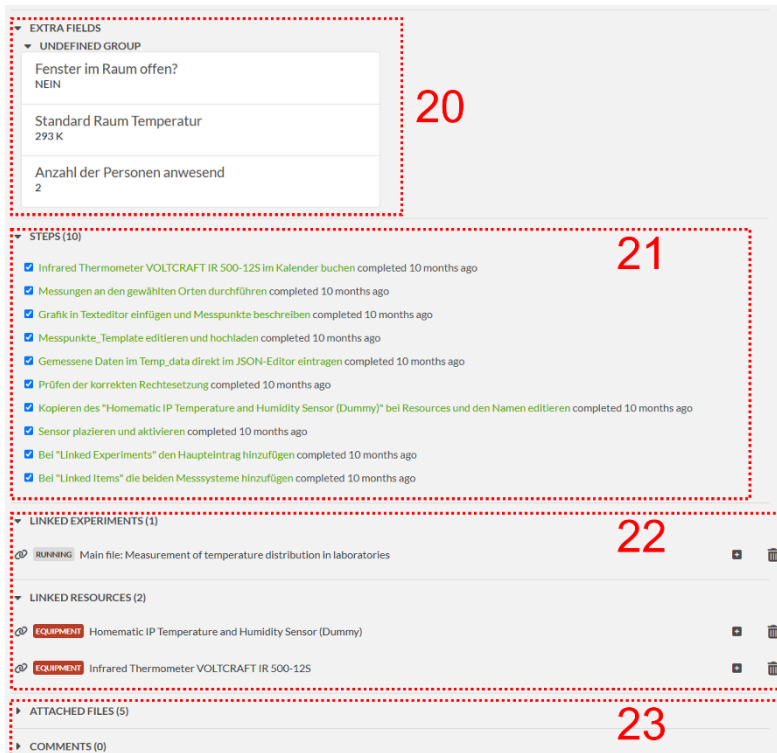 EXTRA FIELDS
UNDEFINED GROUP
Fenster im Raum offen?
NEIN
20
Standard Raum Temperatur
293 K
Anzahl der Personen anwesend
2
STEPS (10)
21
Infrared Thermometer VOLTCRAFT IR 500-12S im Kalender buchen completed 10 months ago
Messungen an den gewählten Orten durchführen completed 10 months ago
Grafik in Texteditor einfügen und Messpunkte beschreiben completed 10 months ago
Messpunkte_Template editieren und hochladen completed 10 months ago
Gemessene Daten im Temp_data direkt im JSON-Editor eintragen completed 10 months ago
Prüfen der korrekten Rechtesetzung completed 10 months ago
Kopieren des "Homematic IP Temperature and Humidity Sensor (Dummy)" bei Resources und den Namen editieren completed 10 months ago
Sensor plazieren und aktivieren completed 10 months ago
Bei "Linked Experiments" den Haupteintrag hinzufügen completed 10 months ago
Bei "Linked Items" die beiden Messsysteme hinzufügen completed 10 months ago
LINKED EXPERIMENTS (1)
22
RUNNING Main file: Measurement of temperature distribution in laboratories
LINKED RESOURCES (2)
EQUIPMENT Homematic IP Temperature and Humidity Sensor (Dummy)
EQUIPMENT Infrared Thermometer VOLTCRAFT IR 500-12S
ATTACHED FILES (5)
23
COMMENTS (0)